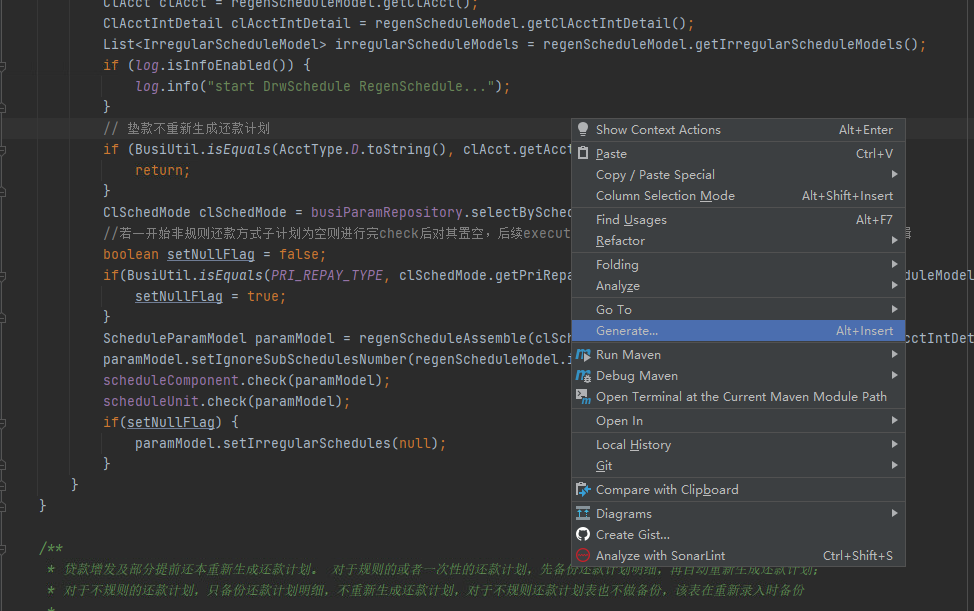 ClAcct clAcct = regenScheduleModel.getClAcct();
ClAcctIntDetail clAcctIntDetail = regenScheduleModel.getClAcctIntDetail();
List<IrregularScheduleModel> irregularScheduleModels = regenScheduleModel.getIrregularScheduleModels();
if (log.isInfoEnabled()) {
log.info("start DrwSchedule RegenSchedule...");
}
// 垫款不重新生成还款计划
if (BusiUtil.isEquals(AcctType.D.toString(), clAcct.getAcct
return;
}
ClSchedMode clSchedMode = busiParamRepository.selectBySched
//若一开始非规则还款方式子计划为空则进行完check后对其置空，后续execut
boolean setNullFlag = false;
if(BusiUtil.isEquals(PRI_REPAY_TYPE, clSchedMode.getPriRepa duleModel
setNullFlag = true;
}
ScheduleParamModel paramModel = regenScheduleAssemble(clSc cctIntDet
paramModel.setIgnoreSubSchedulesNumber(regenScheduleModel.i
scheduleComponent.check(paramModel);
scheduleUnit.check(paramModel);
if(setNullFlag) {
paramModel.setIrregularSchedules(null);
}
}
}
/**
* 贷款增发及部分提前还本重新生成还款计划。 对于规则的或者一次性的还款计划，先备份还款计划明细，再自动重新生成还款计划；
* 对于不规则的还款计划，只备份还款计划明细，不重新生成还款计划，对于不规则还款计划表也不做备份，该表在重新录入时备份
*
Show Context Actions Alt+Enter
Paste Ctrl+V
Copy / Paste Special
Column Selection Mode Alt+Shift+Insert
Find Usages Alt+F7
Refactor
Folding
Analyze
Go To
Generate... Alt+Insert
Run Maven
Debug Maven
Open Terminal at the Current Maven Module Path
Open In
Local History
Git
Compare with Clipboard
Diagrams
Create Gist...
Analyze with SonarLint Ctrl+Shift+S